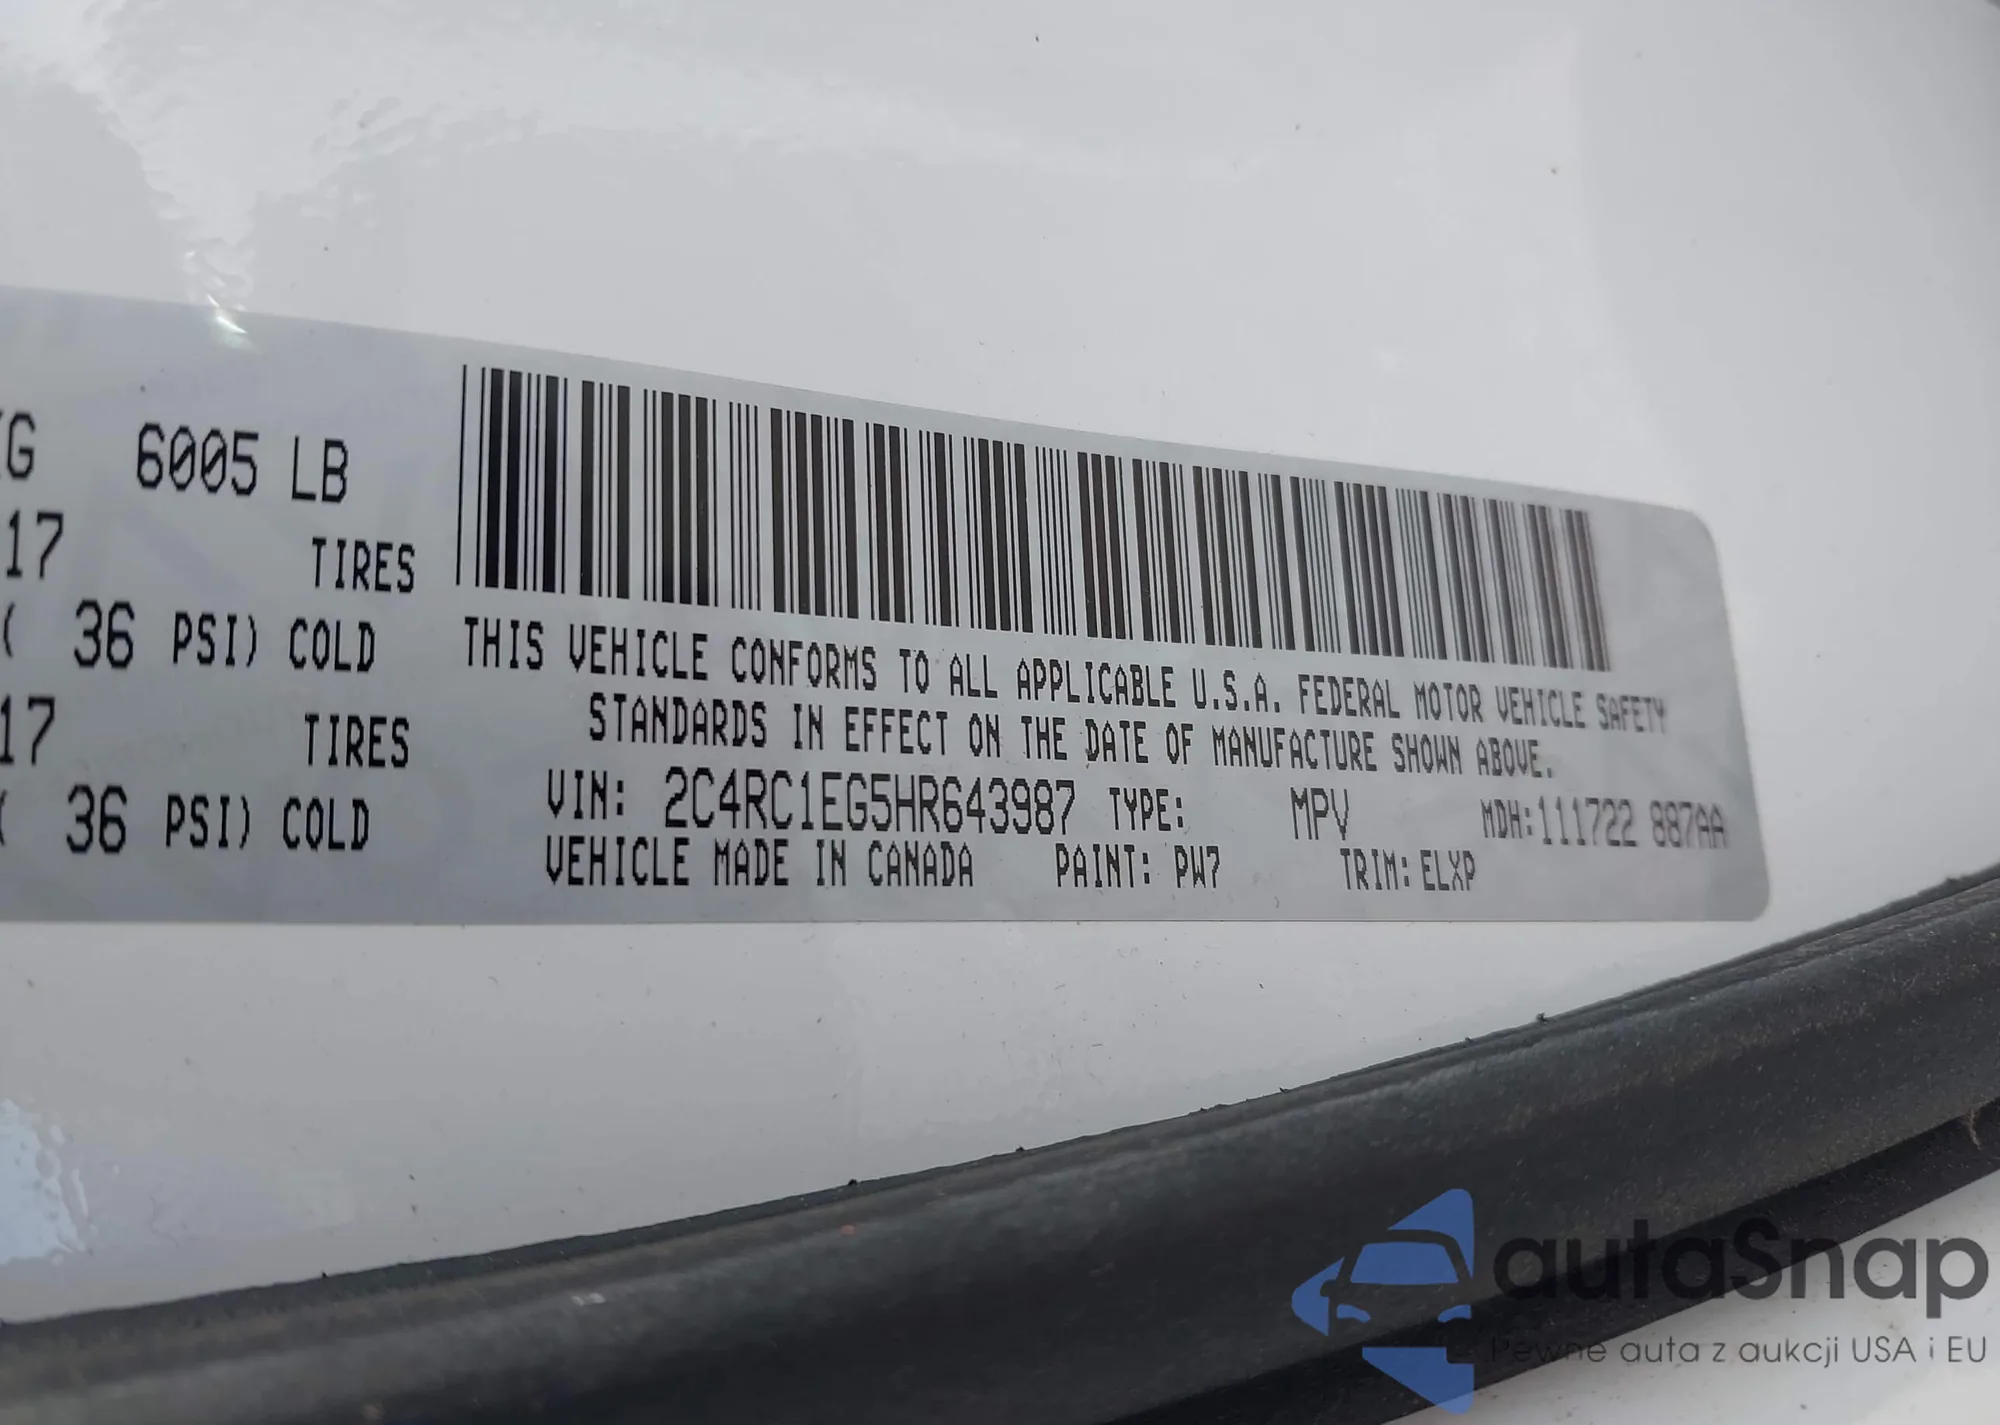 6005 LB
17 TIRES
( 36 PSI) COLD
17 TIRES
( 36 PSI) COLD
THIS VEHICLE CONFORMS TO ALL APPLICABLE U.S.A. FEDERAL MOTOR VEHICLE SAFETY
STANDARDS IN EFFECT ON THE DATE OF MANUFACTURE SHOWN ABOVE.
VIN: 2C4RC1EG5HR643987 TYPE: MPV MDH:111722 887AA
VEHICLE MADE IN CANADA PAINT: PW7 TRIM: ELXP
autaSnap
Pewne auta z aukcji USA i EU